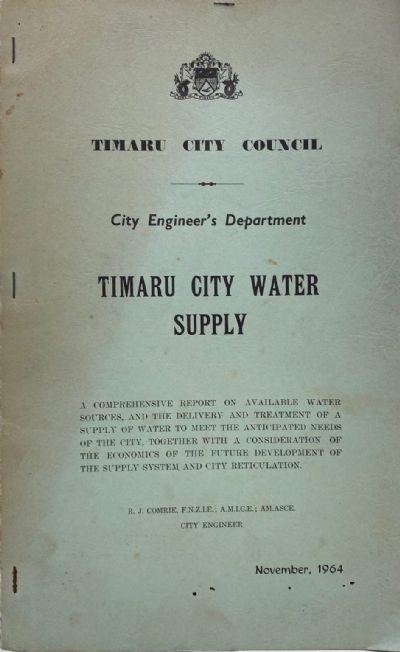 TIMARU CITY COUNCIL
City Engineer's Department
TIMARU CITY WATER
SUPPLY
A COMPREHENSIVE REPORT ON AVAILABLE WATER
SOURCES, AND THE DELIVERY AND TREATMENT OF A
SUPPLY OF WATER TO MEET THE ANTICIPATED NEEDS
OF THE CITY, TOGETHER WITH A CONSIDERATION OF
THE ECONOMICS OF THE FUTURE DEVELOPMENT OF
THE SUPPLY SYSTEM AND CITY RETICULATION.
R. J. COMRIE, F.N.Z.I.E.; A.M.I.C.E.; AM.ASCE.
CITY ENGINEER
November, 1964